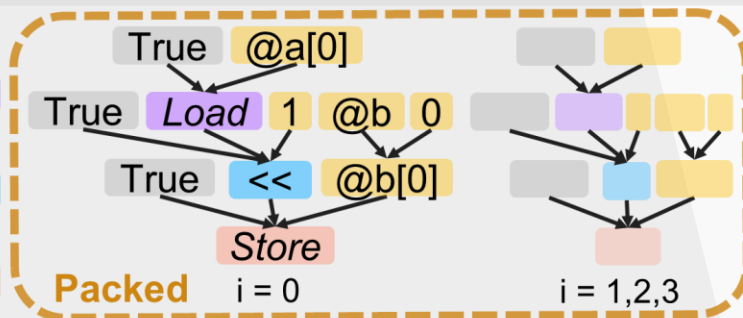 True @a[0]
True Load 1 @b 0
True << @b[0]
Store
Packed i = 0 i = 1,2,3